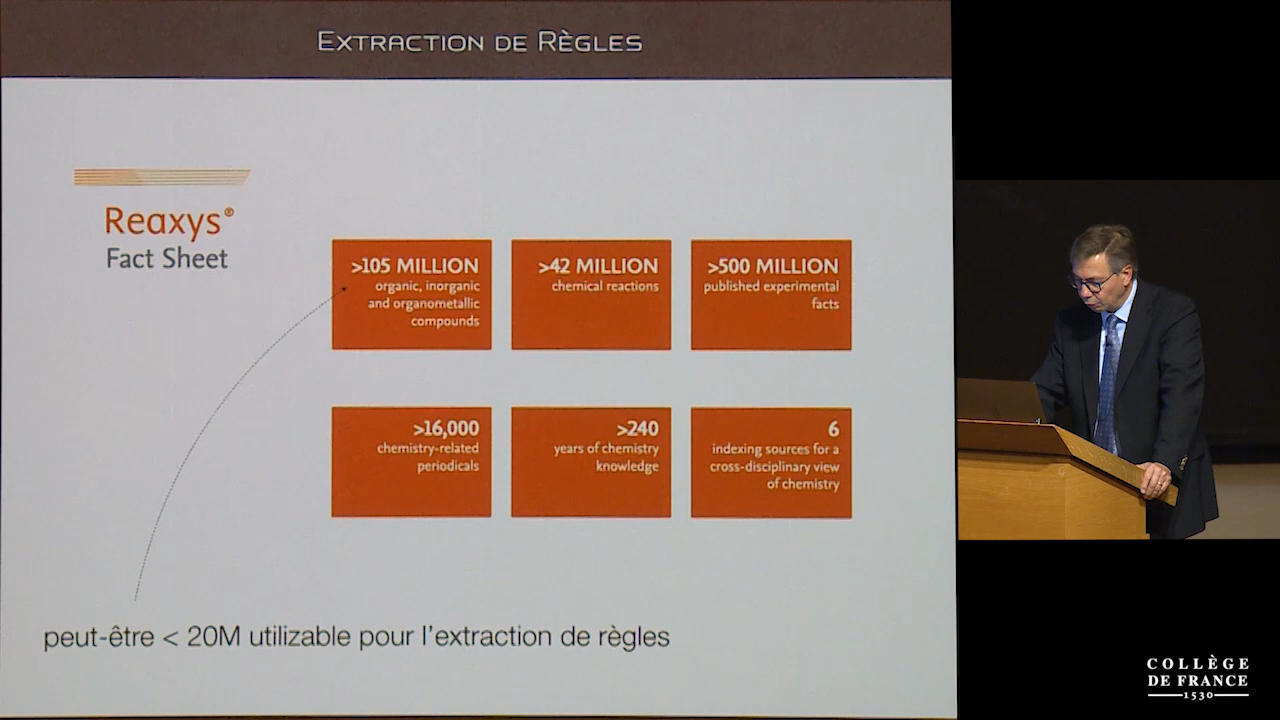 EXTRACTION DE RÈGLES
Reaxys®
Fact Sheet
>105 MILLION
organic, inorganic
and organometallic
compounds
>42 MILLION
chemical reactions
>500 MILLION
published experimental
facts
>16,000
chemistry-related
periodicals
>240
years of chemistry
knowledge
6
indexing sources for a
cross-disciplinary view
of chemistry
peut-être < 20M utilizable pour l'extraction de règles
COLLÈGE
DE FRANCE
1530